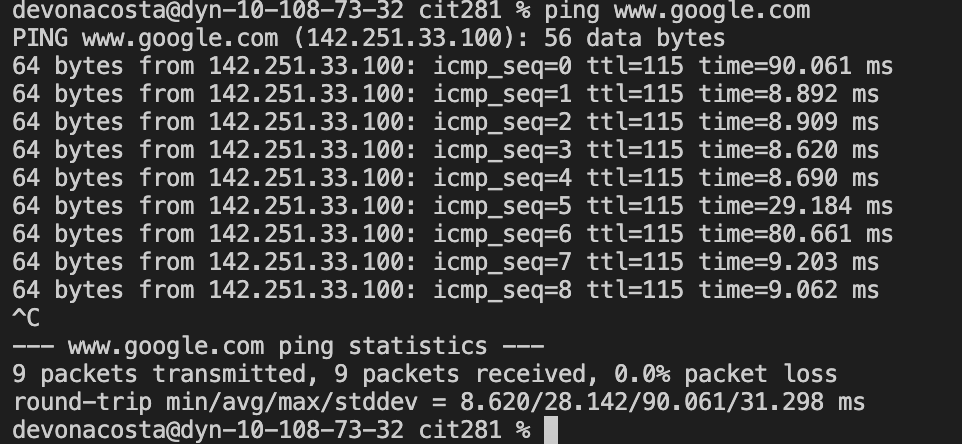 devonacosta@dyn-10-108-73-32 cit281 % ping www.google.com
PING www.google.com (142.251.33.100): 56 data bytes
64 bytes from 142.251.33.100: icmp_seq=0 ttl=115 time=90.061 ms
64 bytes from 142.251.33.100: icmp_seq=1 ttl=115 time=8.892 ms
64 bytes from 142.251.33.100: icmp_seq=2 ttl=115 time=8.909 ms
64 bytes from 142.251.33.100: icmp_seq=3 ttl=115 time=8.620 ms
64 bytes from 142.251.33.100: icmp_seq=4 ttl=115 time=8.690 ms
64 bytes from 142.251.33.100: icmp_seq=5 ttl=115 time=29.184 ms
64 bytes from 142.251.33.100: icmp_seq=6 ttl=115 time=80.661 ms
64 bytes from 142.251.33.100: icmp_seq=7 ttl=115 time=9.203 ms
64 bytes from 142.251.33.100: icmp_seq=8 ttl=115 time=9.062 ms
^C
--- www.google.com ping statistics ---
9 packets transmitted, 9 packets received, 0.0% packet loss
round-trip min/avg/max/stddev = 8.620/28.142/90.061/31.298 ms
devonacosta@dyn-10-108-73-32 cit281 %